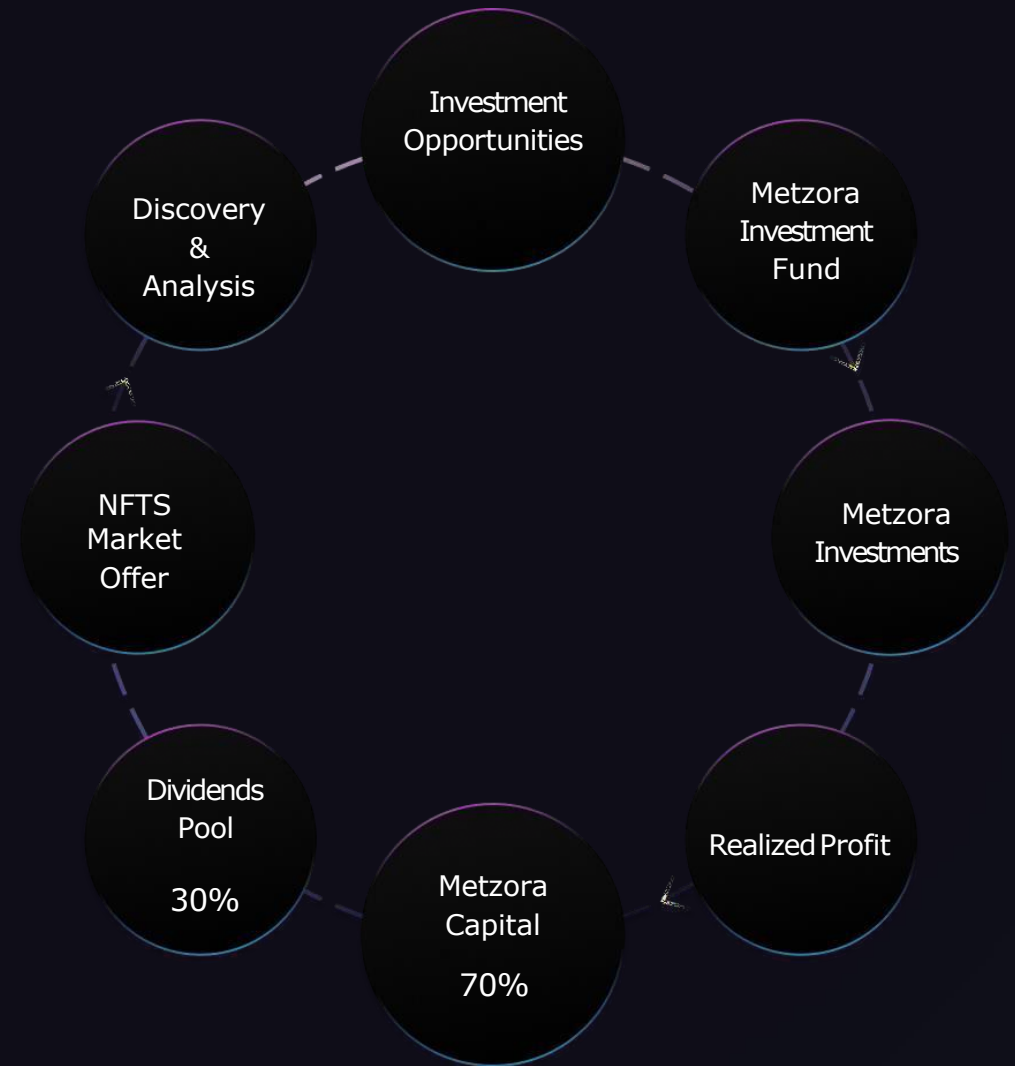 Investment
Opportunities
Metzora
Investment
Fund
Metzora
Investments
Realized Profit
Metzora
Capital
70%
Dividends
Pool
30%
NFTS
Market
Offer
Discovery
&
Analysis